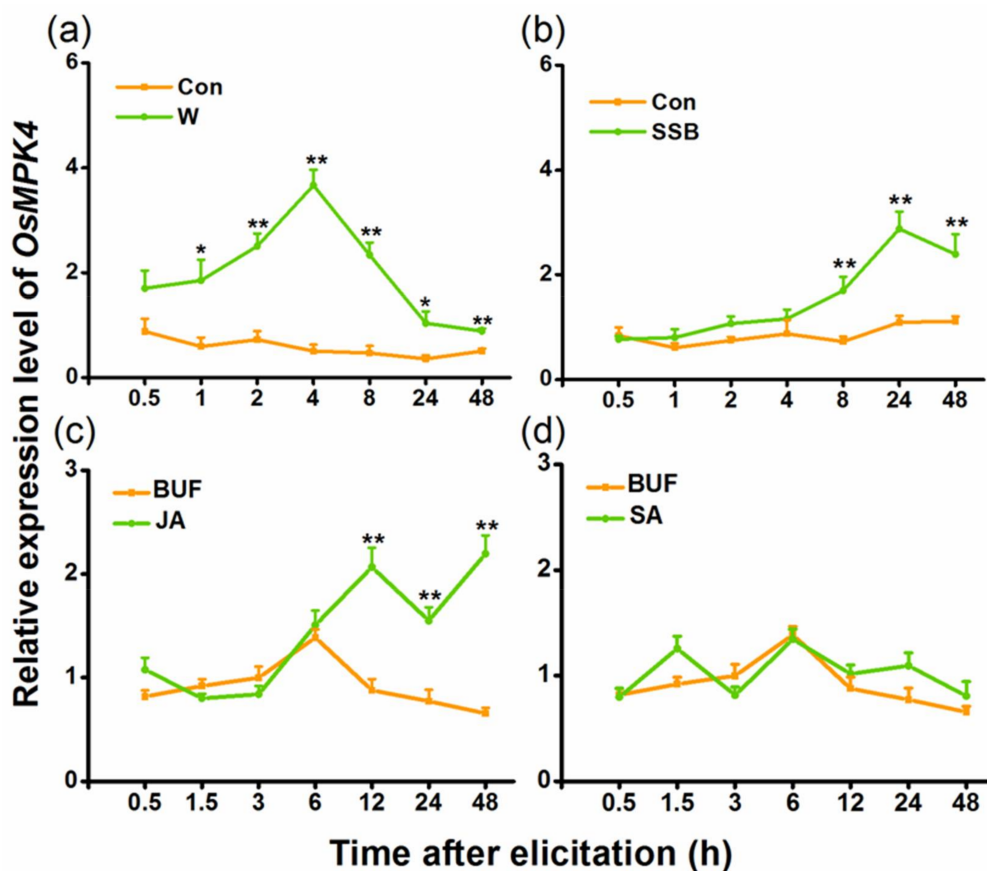 Relative expression level of OsMPK4
(a)
6
4
2
0
Con
W
*
**
**
**
*
**
0.5 1 2 4 8 24 48
(b)
6
4
2
0
Con
SSB
**
**
**
0.5 1 2 4 8 24 48
(c)
3
2
1
0
BUF
JA
**
**
**
0.5 1.5 3 6 12 24 48
(d)
3
2
1
0
BUF
SA
0.5 1.5 3 6 12 24 48
Time after elicitation (h)